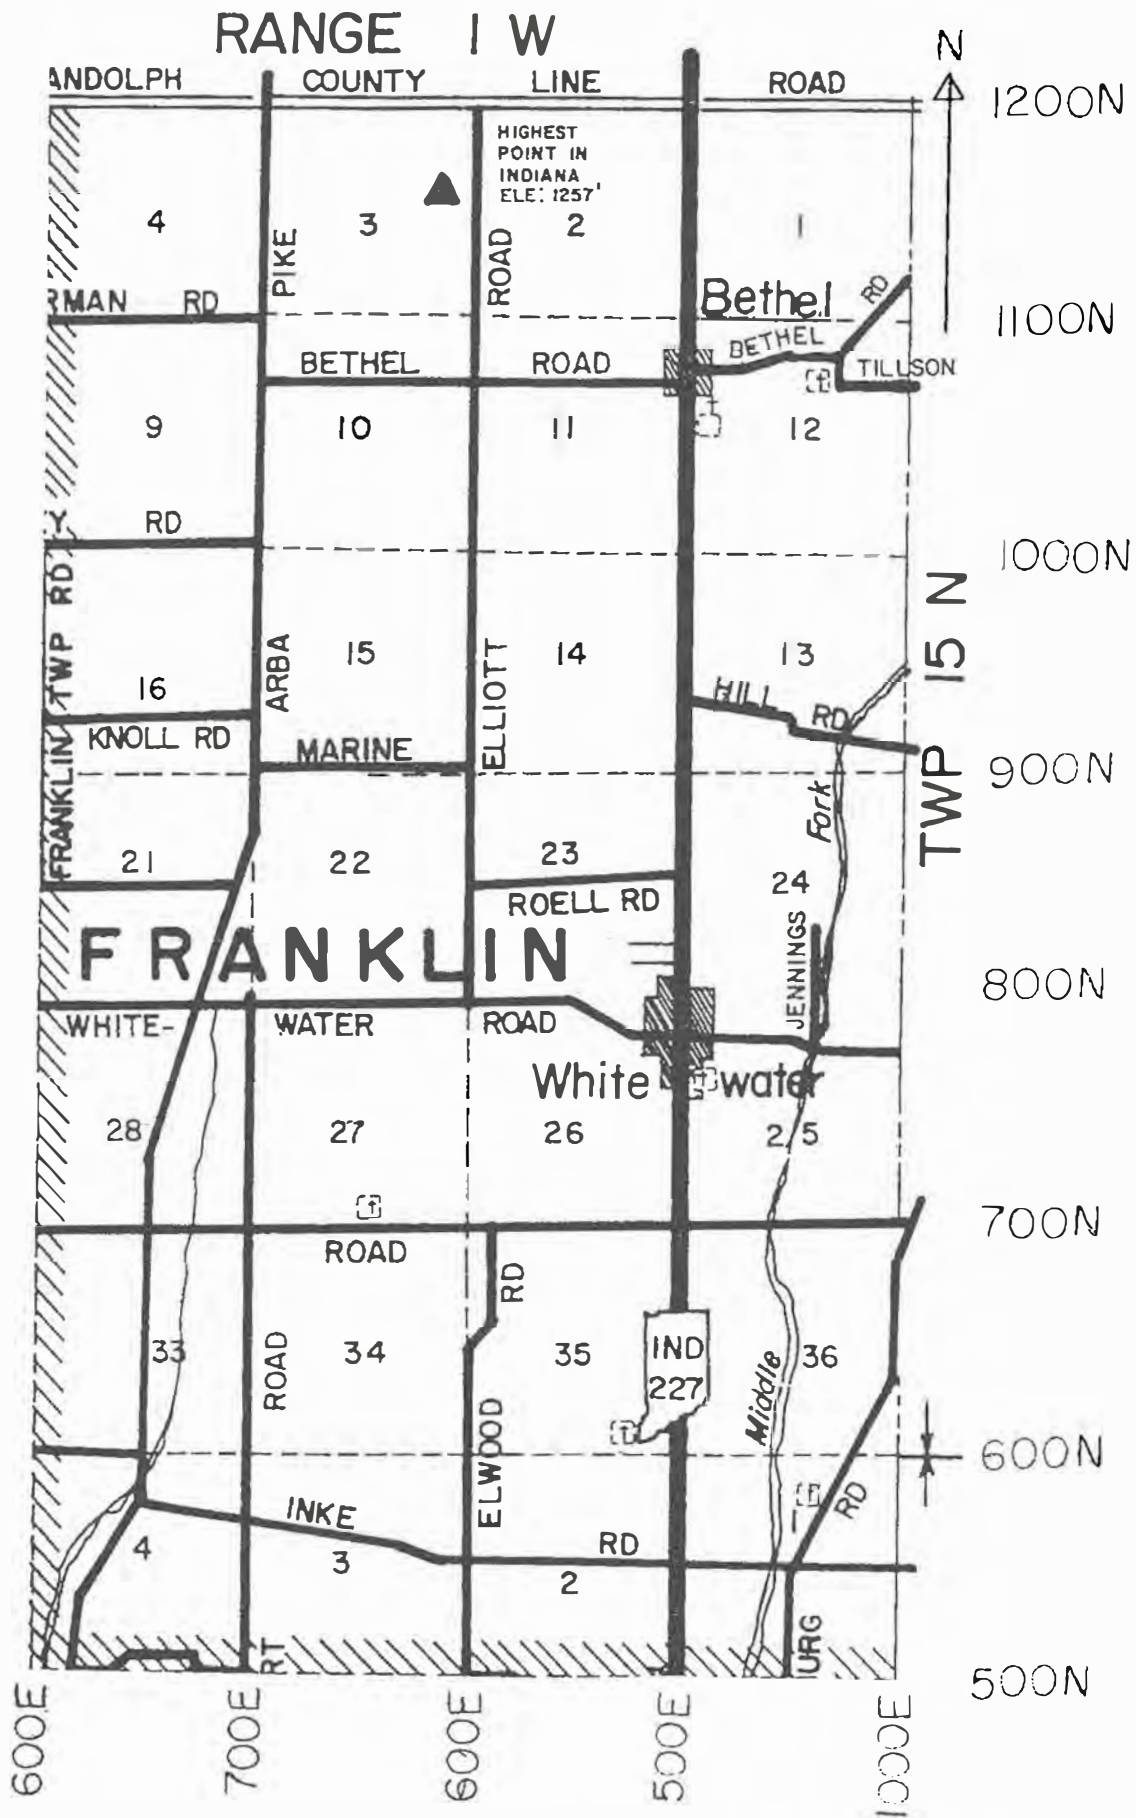 RANGE 1 W
N
ANDOLPH COUNTY LINE ROAD
1200N
HIGHEST
POINT IN
INDIANA
ELE: 1257'
4 3 2 1
PIKE
ROAD
RMAN RD
Bethel
RD
1100N
BETHEL ROAD
BETHEL
TILLSON
9 10 11 12
Y RD
1000N
FRANKLIN TWP RD
ARBA
ELLIOTT
TWP 15 N
16 15 14 13
KNOLL RD
MARINE
HILL RD
900N
Fork
21 22 23 24
ROELL RD
FRANKLIN
JENNINGS
800N
WHITE- WATER ROAD
White water
28 27 26 25
700N
ROAD
RD
33 34 35 36
ROAD
IND
227
Middle
ELWOOD
600N
INKE RD
RD
4 3 2
RT
URG
500N
600E 700E 600E 500E 1000E